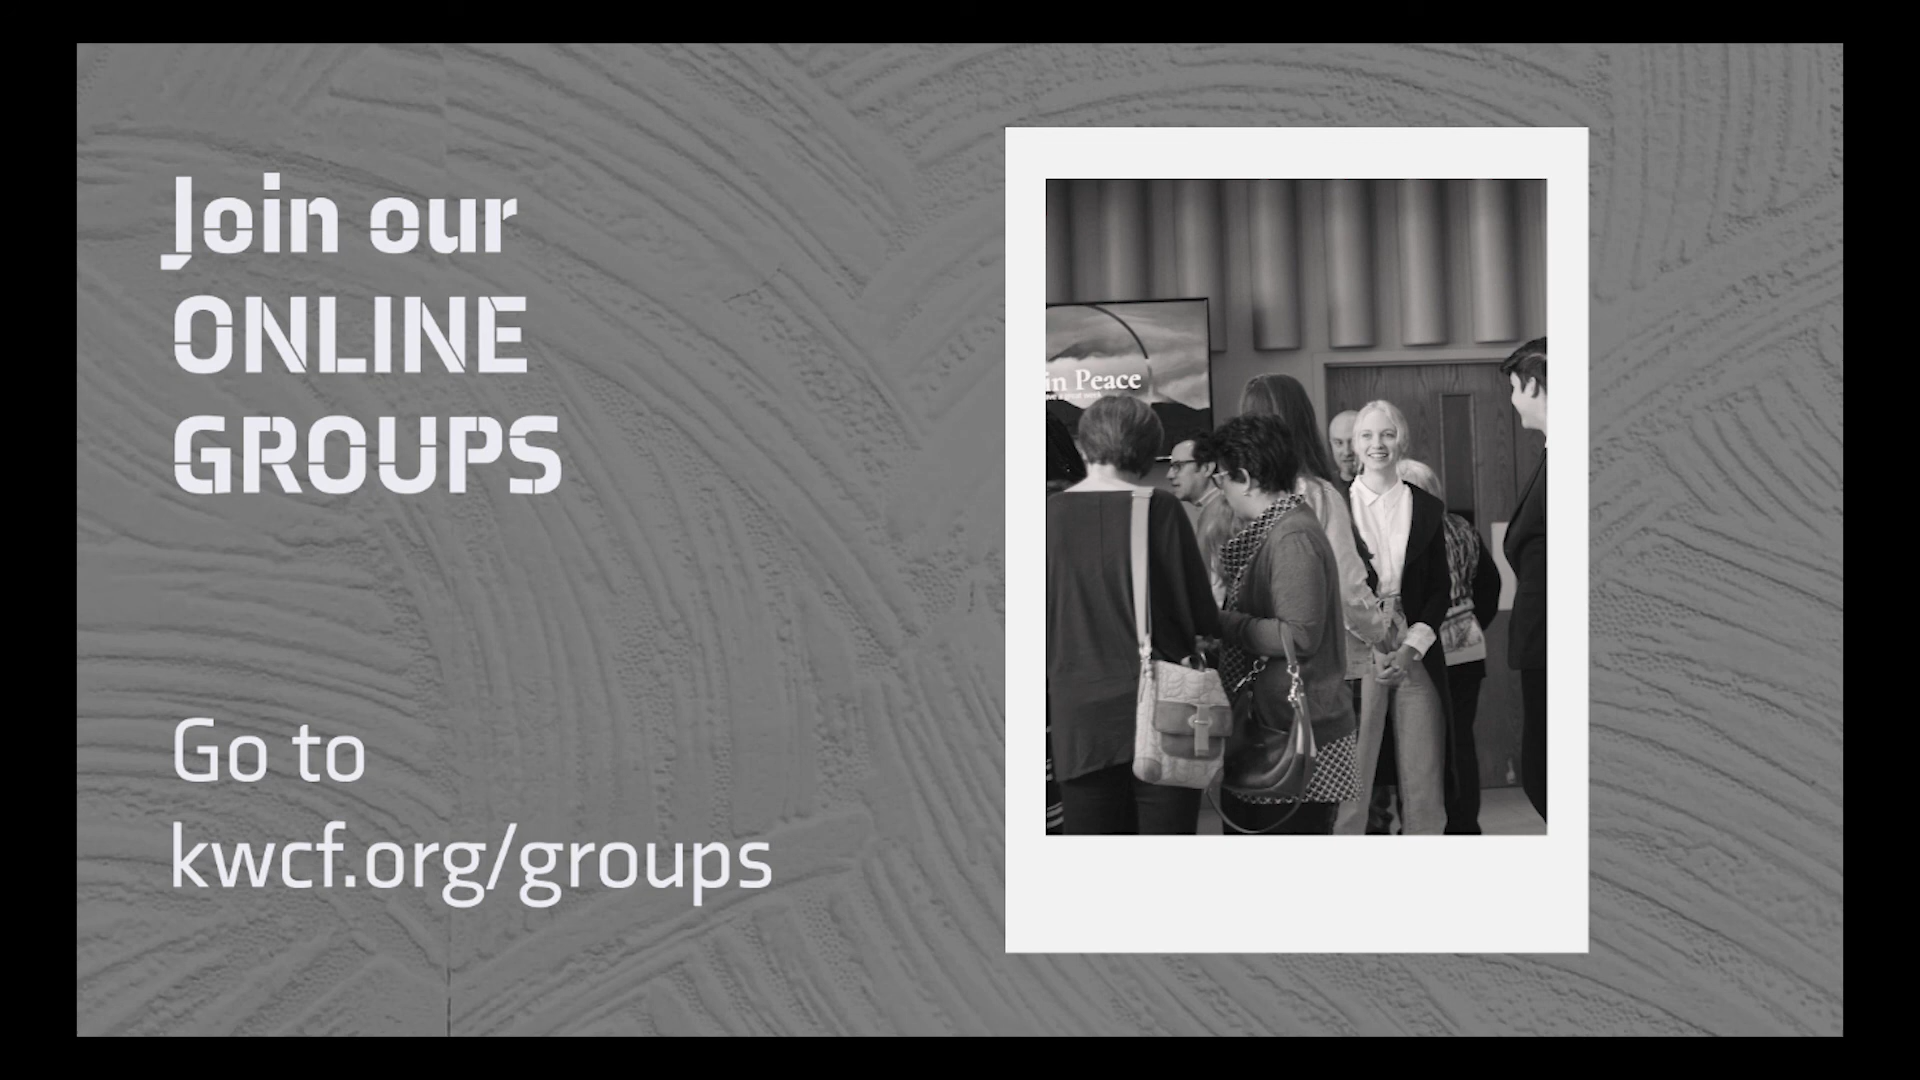 Join our
ONLINE
GROUPS
Go to
kwcf.org/groups
in Peace